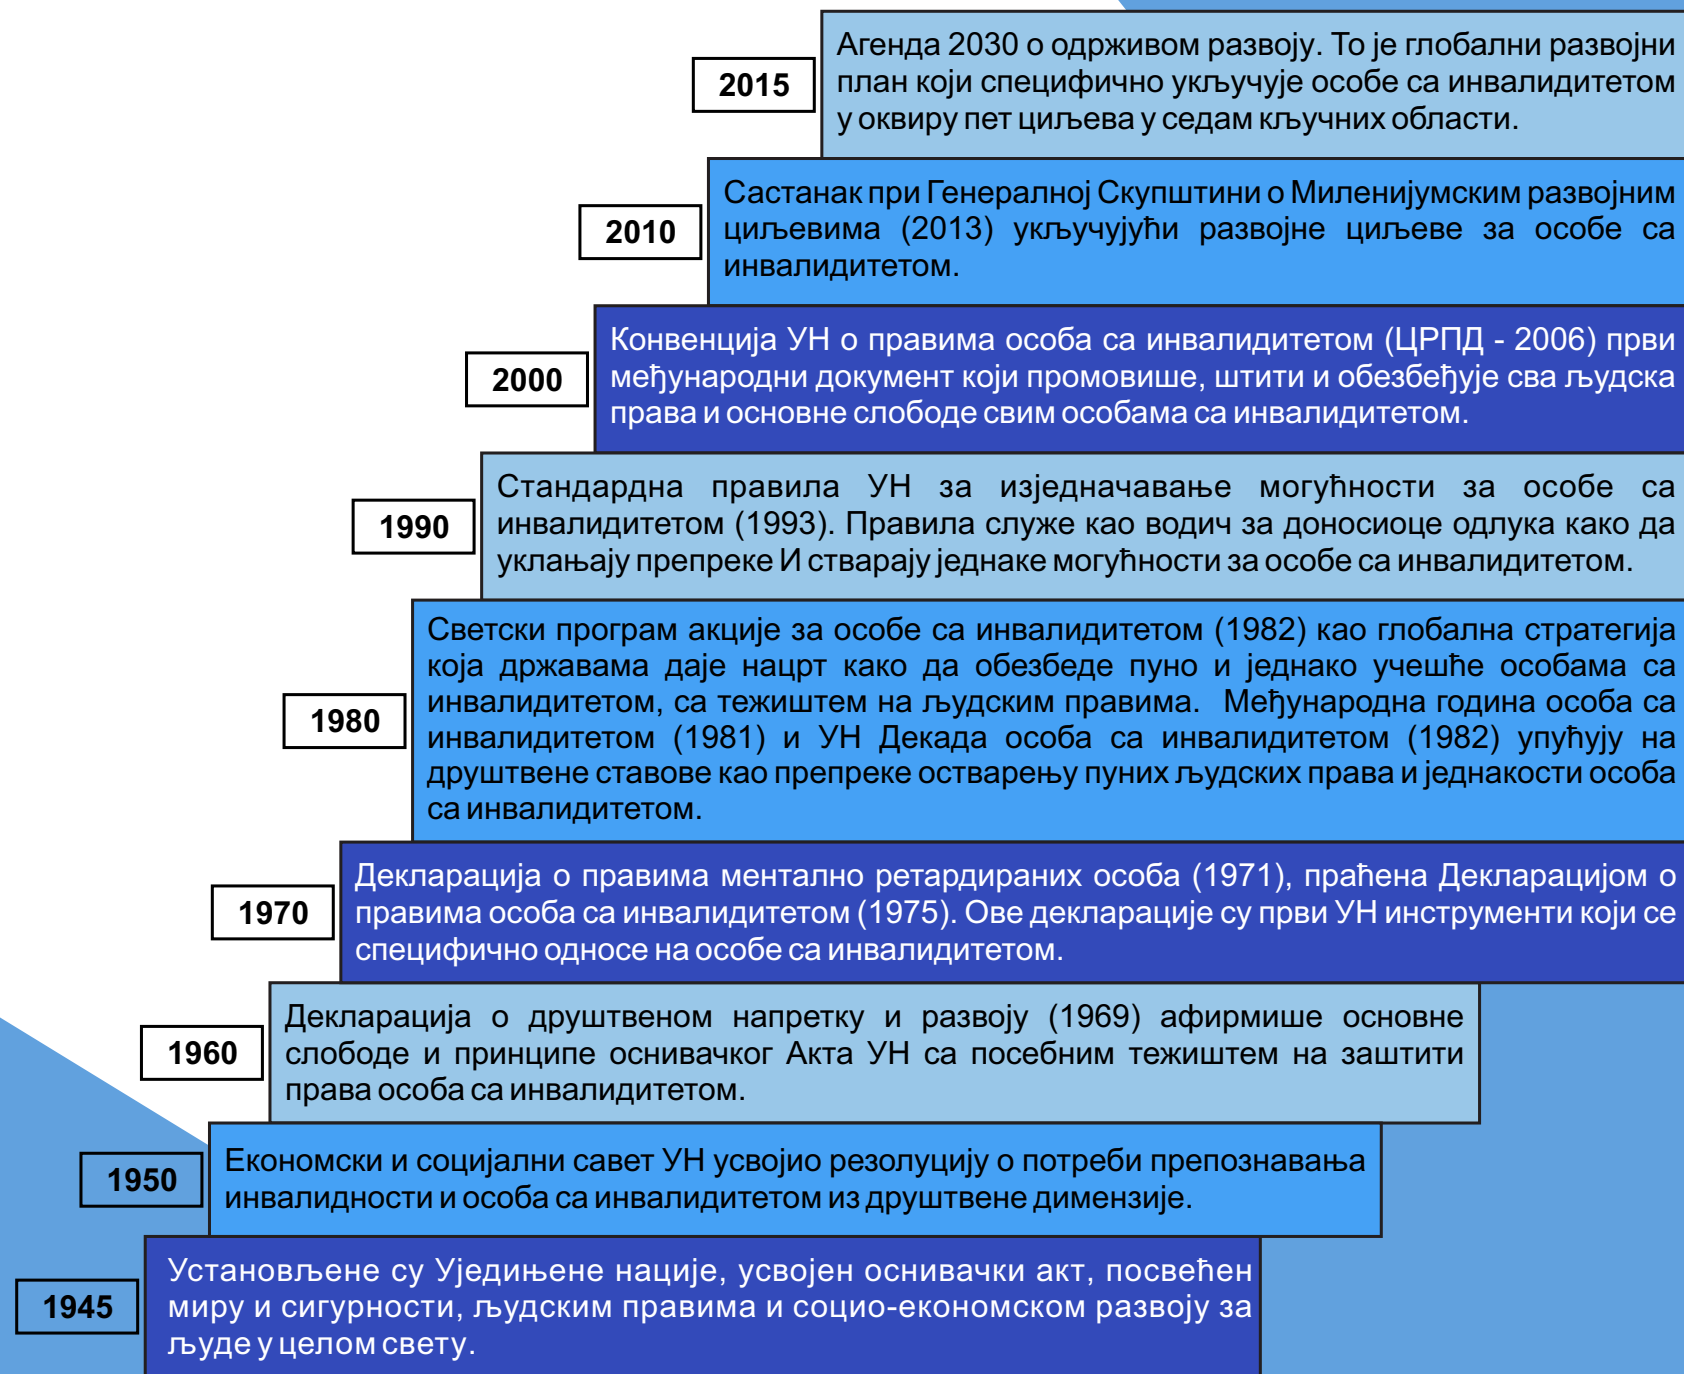 2015
Агенда 2030 о одрживом развоју. То је глобални развојни
план који специфично укључује особе са инвалидитетом
у оквиру пет циљева у седам кључних области.
2010
Састанак при Генералној Скупштини о Миленијумским развојним
циљевима (2013) укључујући развојне циљеве за особе са
инвалидитетом.
2000
Конвенција УН о правима особа са инвалидитетом (ЦРПД - 2006) први
међународни документ који промовише, штити и обезбеђује сва људска
права и основне слободе свим особама са инвалидитетом.
1990
Стандардна правила УН за изједначавање могућности за особе са
инвалидитетом (1993). Правила служе као водич за доносиоце одлука како да
уклањају препреке И стварају једнаке могућности за особе са инвалидитетом.
1980
Светски програм акције за особе са инвалидитетом (1982) као глобална стратегија
која државама даје нацрт како да обезбеде пуно и једнако учешће особама са
инвалидитетом, са тежиштем на људским правима. Међународна година особа са
инвалидитетом (1981) и УН Декада особа са инвалидитетом (1982) упућују на
друштвене ставове као препреке остварењу пуних људских права и једнакости особа
са инвалидитетом.
1970
Декларација о правима ментално ретардираних особа (1971), праћена Декларацијом о
правима особа са инвалидитетом (1975). Ове декларације су први УН инструменти који се
специфично односе на особе са инвалидитетом.
1960
Декларација о друштвеном напретку и развоју (1969) афирмише основне
слободе и принципе оснивачког Акта УН са посебним тежиштем на заштити
права особа са инвалидитетом.
1950
Економски и социјални савет УН усвојио резолуцију о потреби препознавања
инвалидности и особа са инвалидитетом из друштвене димензије.
1945
Установљене су Уједињене нације, усвојен оснивачки акт, посвећен
миру и сигурности, људским правима и социо-економском развоју за
људе у целом свету.